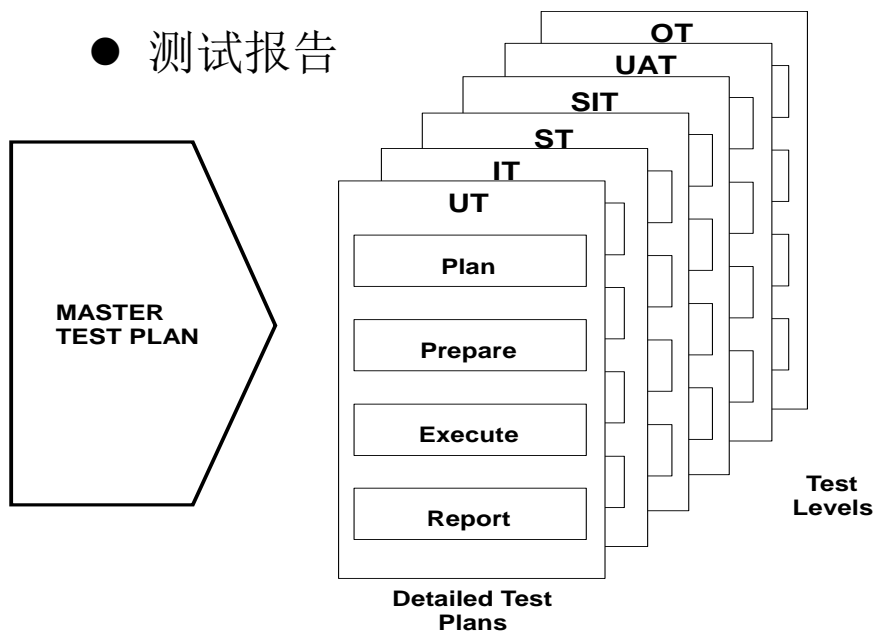 ● 测试报告
OT
UAT
SIT
ST
IT
UT
Plan
Prepare
Execute
Report
MASTER
TEST PLAN
Test
Levels
Detailed Test
Plans